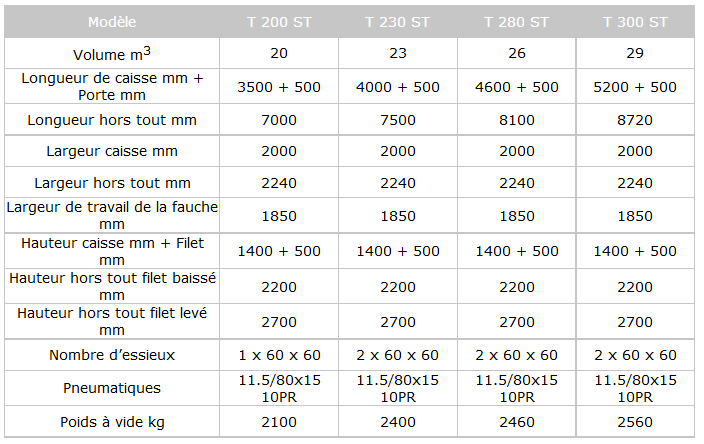 Modèle T 200 ST T 230 ST T 280 ST T 300 ST
Volume m³ 20 23 26 29
Longueur de caisse mm +
Porte mm 3500 + 500 4000 + 500 4600 + 500 5200 + 500
Longueur hors tout mm 7000 7500 8100 8720
Largeur caisse mm 2000 2000 2000 2000
Largeur hors tout mm 2240 2240 2240 2240
Largeur de travail de la fauche
mm 1850 1850 1850 1850
Hauteur caisse mm + Filet
mm 1400 + 500 1400 + 500 1400 + 500 1400 + 500
Hauteur hors tout filet baissé
mm 2200 2200 2200 2200
Hauteur hors tout filet levé
mm 2700 2700 2700 2700
Nombre d’essieux 1 x 60 x 60 2 x 60 x 60 2 x 60 x 60 2 x 60 x 60
Pneumatiques 11.5/80x15 11.5/80x15 11.5/80x15 11.5/80x15
10PR 10PR 10PR 10PR
Poids à vide kg 2100 2400 2460 2560